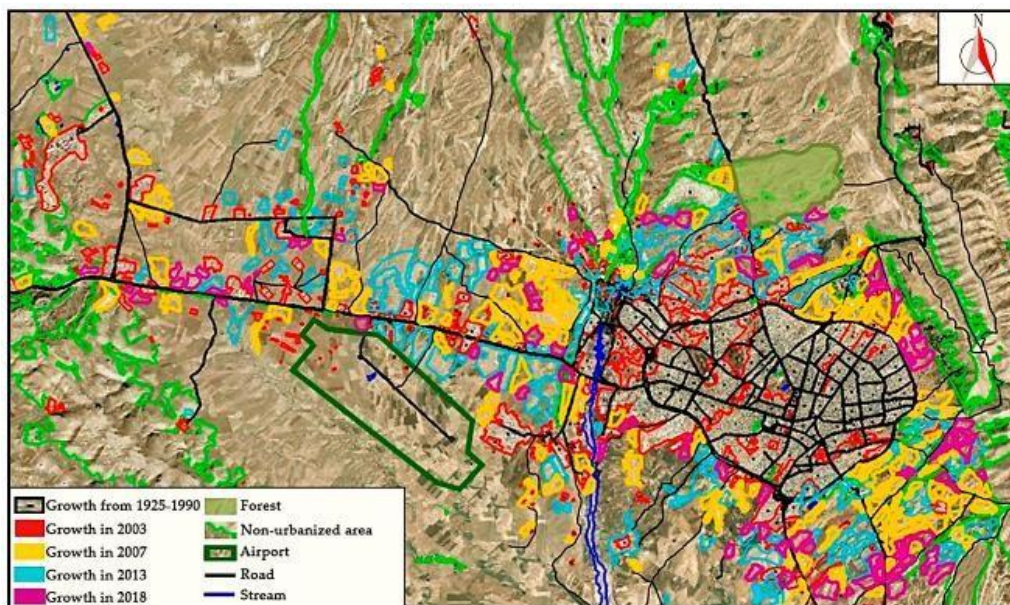 N
Growth from 1925-1990
Growth in 2003
Growth in 2007
Growth in 2013
Growth in 2018
Forest
Non-urbanized area
Airport
Road
Stream